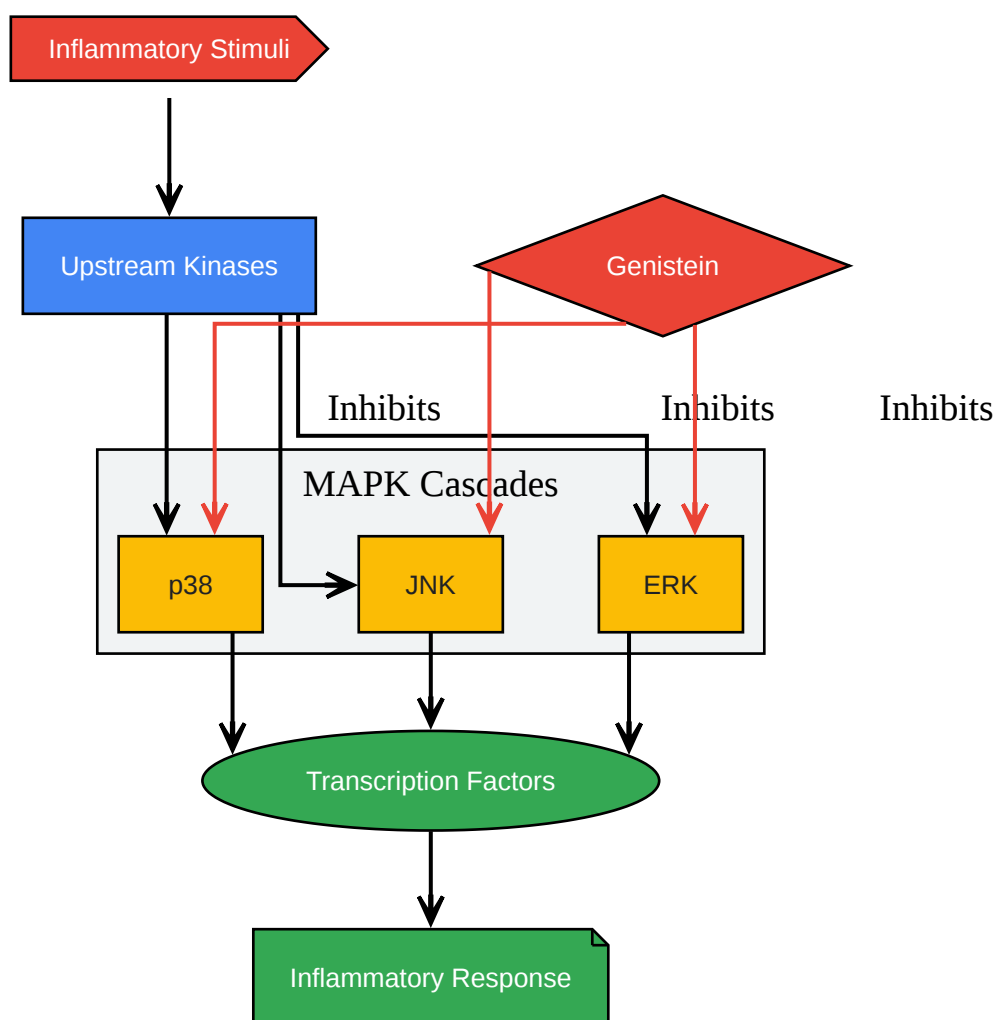 Inflammatory Stimuli
Upstream Kinases
Genistein
Inhibits
Inhibits
Inhibits
MAPK Cascades
p38
JNK
ERK
Transcription Factors
Inflammatory Response